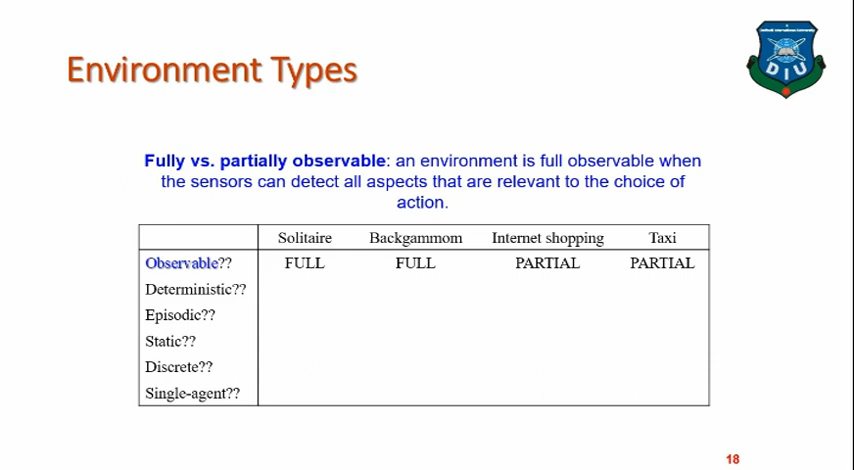 Environment Types
DIU
Fully vs. partially observable: an environment is full observable when
the sensors can detect all aspects that are relevant to the choice of
action.
Solitaire Backgammom Internet shopping Taxi
Observable?? FULL FULL PARTIAL PARTIAL
Deterministic??
Episodic??
Static??
Discrete??
Single-agent??
18